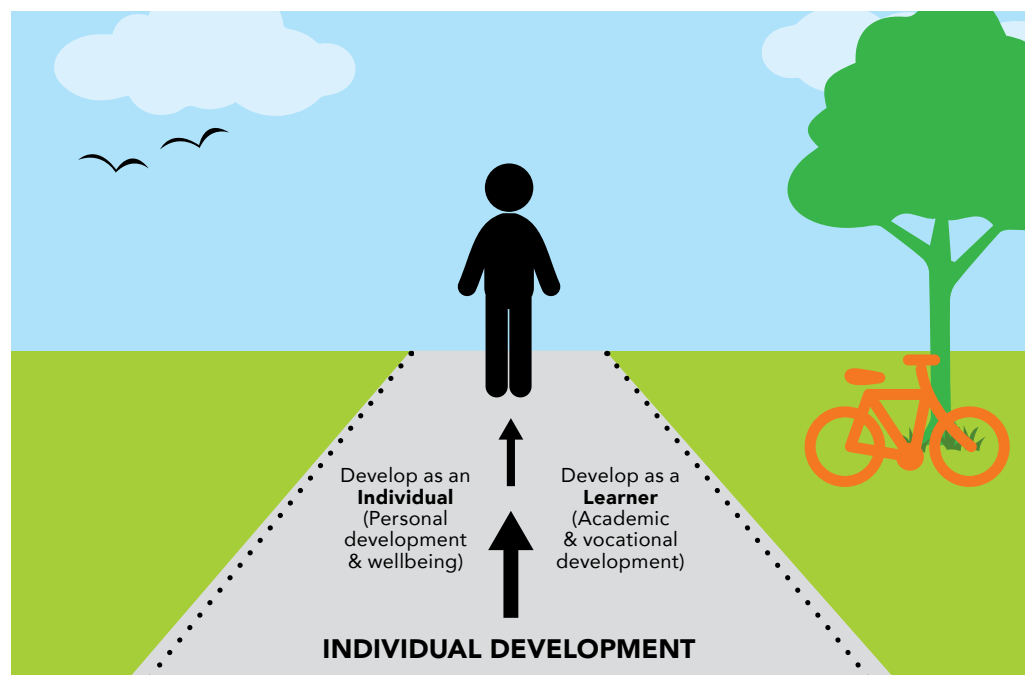 Develop as an
Individual
(Personal
development
& wellbeing)
Develop as a
Learner
(Academic
& vocational
development)
INDIVIDUAL DEVELOPMENT